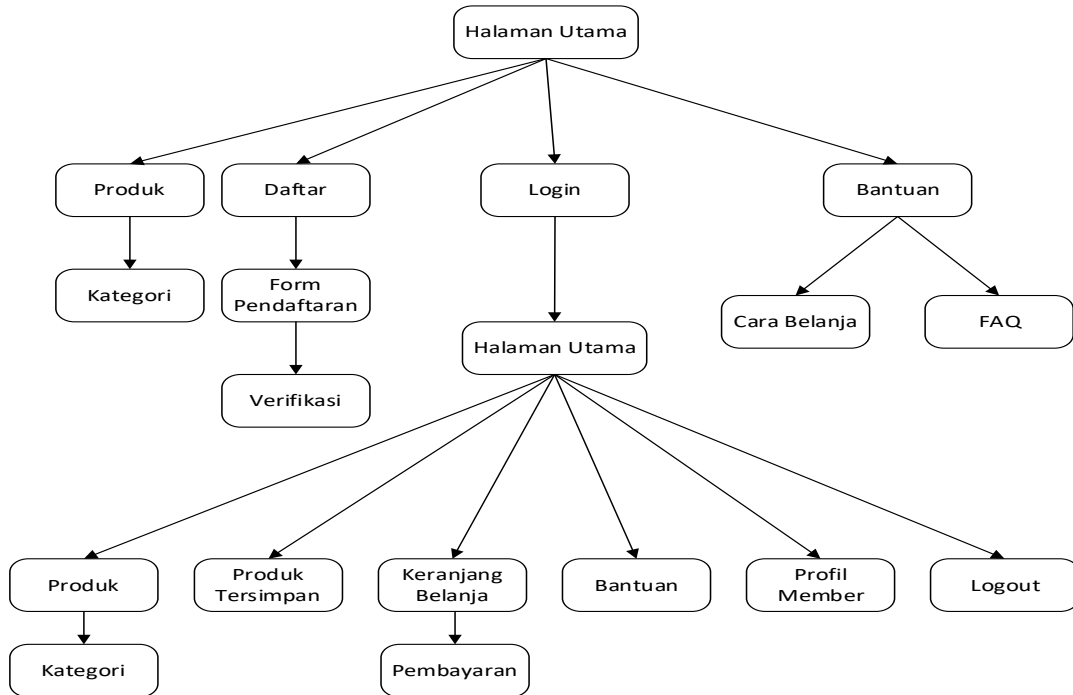 Halaman Utama
Produk
Daftar
Login
Bantuan
Kategori
Form
Pendaftaran
Cara Belanja
FAQ
Halaman Utama
Verifikasi
Produk
Produk
Tersimpan
Keranjang
Belanja
Bantuan
Profil
Member
Logout
Kategori
Pembayaran